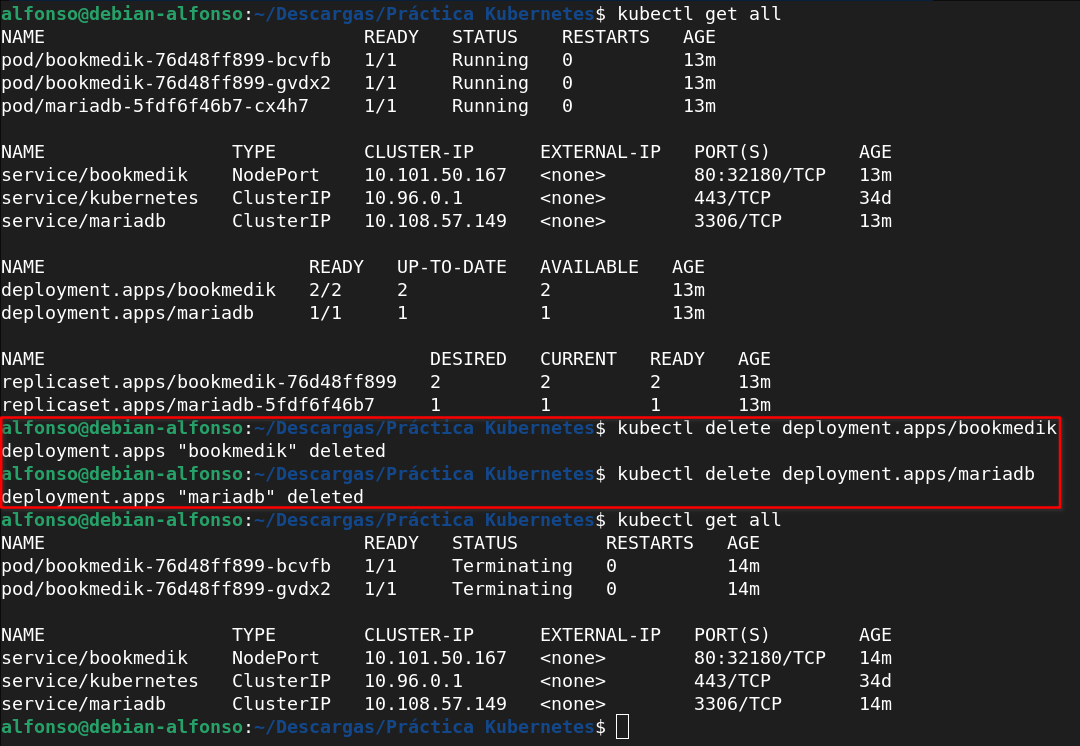 alfonso@debian-alfonso:~/Descargas/Práctica Kubernetes$ kubectl get all
NAME                             READY   STATUS    RESTARTS   AGE
pod/bookmedik-76d48ff899-bcvfb   1/1     Running   0          13m
pod/bookmedik-76d48ff899-gvdx2   1/1     Running   0          13m
pod/mariadb-5fdf6f46b7-cx4h7     1/1     Running   0          13m

NAME                 TYPE        CLUSTER-IP      EXTERNAL-IP   PORT(S)        AGE
service/bookmedik    NodePort    10.101.50.167   <none>        80:32180/TCP   13m
service/kubernetes   ClusterIP   10.96.0.1       <none>        443/TCP        34d
service/mariadb      ClusterIP   10.108.57.149   <none>        3306/TCP       13m

NAME                        READY   UP-TO-DATE   AVAILABLE   AGE
deployment.apps/bookmedik   2/2     2            2           13m
deployment.apps/mariadb     1/1     1            1           13m

NAME                                   DESIRED   CURRENT   READY   AGE
replicaset.apps/bookmedik-76d48ff899   2         2         2       13m
replicaset.apps/mariadb-5fdf6f46b7     1         1         1       13m
alfonso@debian-alfonso:~/Descargas/Práctica Kubernetes$ kubectl delete deployment.apps/bookmedik
deployment.apps "bookmedik" deleted
alfonso@debian-alfonso:~/Descargas/Práctica Kubernetes$ kubectl delete deployment.apps/mariadb
deployment.apps "mariadb" deleted
alfonso@debian-alfonso:~/Descargas/Práctica Kubernetes$ kubectl get all
NAME                             READY   STATUS        RESTARTS   AGE
pod/bookmedik-76d48ff899-bcvfb   1/1     Terminating   0          14m
pod/bookmedik-76d48ff899-gvdx2   1/1     Terminating   0          14m

NAME                 TYPE        CLUSTER-IP      EXTERNAL-IP   PORT(S)        AGE
service/bookmedik    NodePort    10.101.50.167   <none>        80:32180/TCP   14m
service/kubernetes   ClusterIP   10.96.0.1       <none>        443/TCP        34d
service/mariadb      ClusterIP   10.108.57.149   <none>        3306/TCP       14m
alfonso@debian-alfonso:~/Descargas/Práctica Kubernetes$